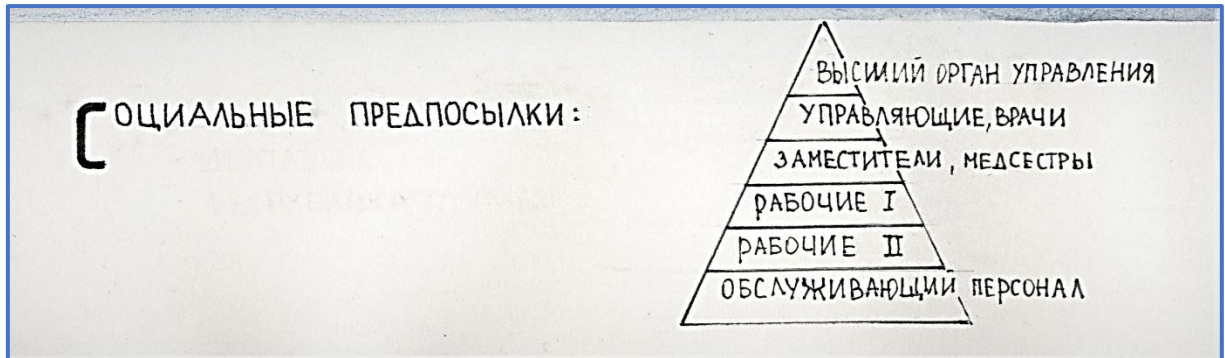 СОЦИАЛЬНЫЕ ПРЕДПОСЫЛКИ:
ВЫСШИЙ ОРГАН УПРАВЛЕНИЯ
УПРАВЛЯЮЩИЕ, ВРАЧИ
ЗАМЕСТИТЕЛИ, МЕДСЕСТРЫ
РАБОЧИЕ I
РАБОЧИЕ II
ОБСЛУЖИВАЮЩИЙ ПЕРСОНАЛ